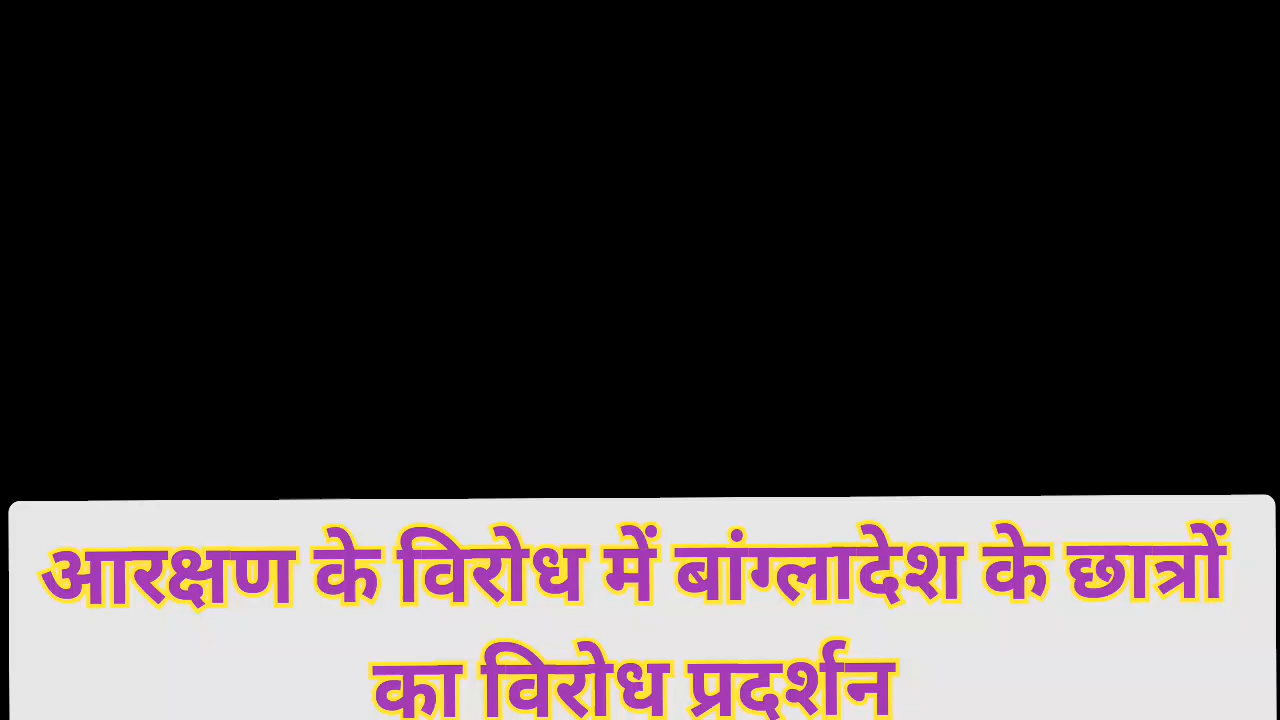 आरक्षण के विरोध में बांग्लादेश के छात्रों
का विरोध प्रदर्शन